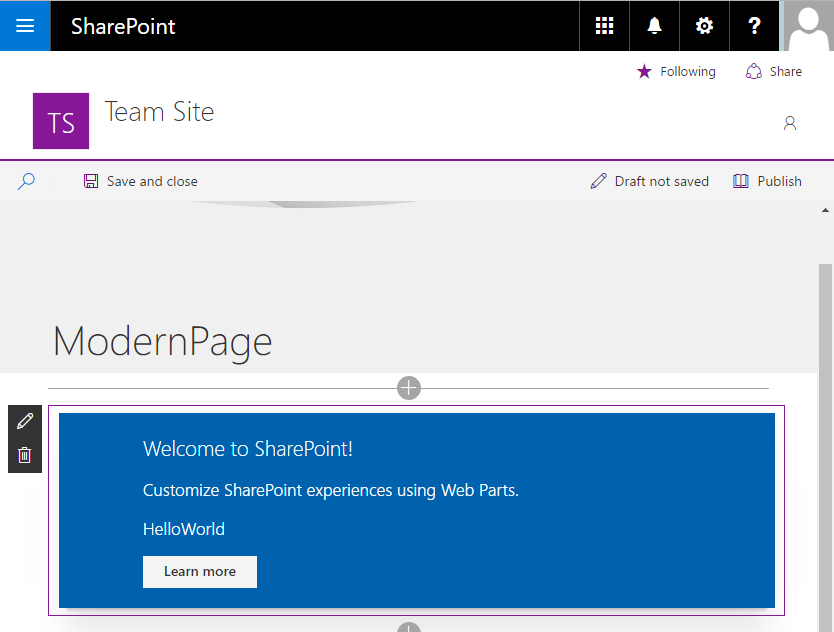 SharePoint
?
Following
Share
TS
Team Site
Save and close
Draft not saved
Publish
ModernPage
Welcome to SharePoint!
Customize SharePoint experiences using Web Parts.
HelloWorld
Learn more